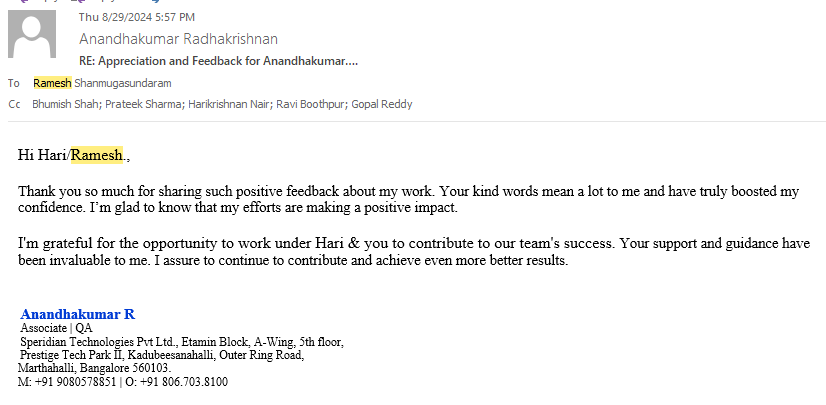 Thu 8/29/2024 5:57 PM
Anandhakumar Radhakrishnan
RE: Appreciation and Feedback for Anandhakumar....
To Ramesh Shanmugasundaram
Cc Bhumish Shah; Prateek Sharma; Harikrishnan Nair; Ravi Boothpur; Gopal Reddy
Hi Hari/Ramesh.,
Thank you so much for sharing such positive feedback about my work. Your kind words mean a lot to me and have truly boosted my
confidence. I’m glad to know that my efforts are making a positive impact.
I'm grateful for the opportunity to work under Hari & you to contribute to our team's success. Your support and guidance have
been invaluable to me. I assure to continue to contribute and achieve even more better results.
Anandhakumar R
Associate | QA
Speridian Technologies Pvt Ltd., Etamin Block, A-Wing, 5th floor,
Prestige Tech Park II, Kadubeesanahalli, Outer Ring Road,
Marthahalli, Bangalore 560103.
M: +91 9080578851 | O: +91 806.703.8100